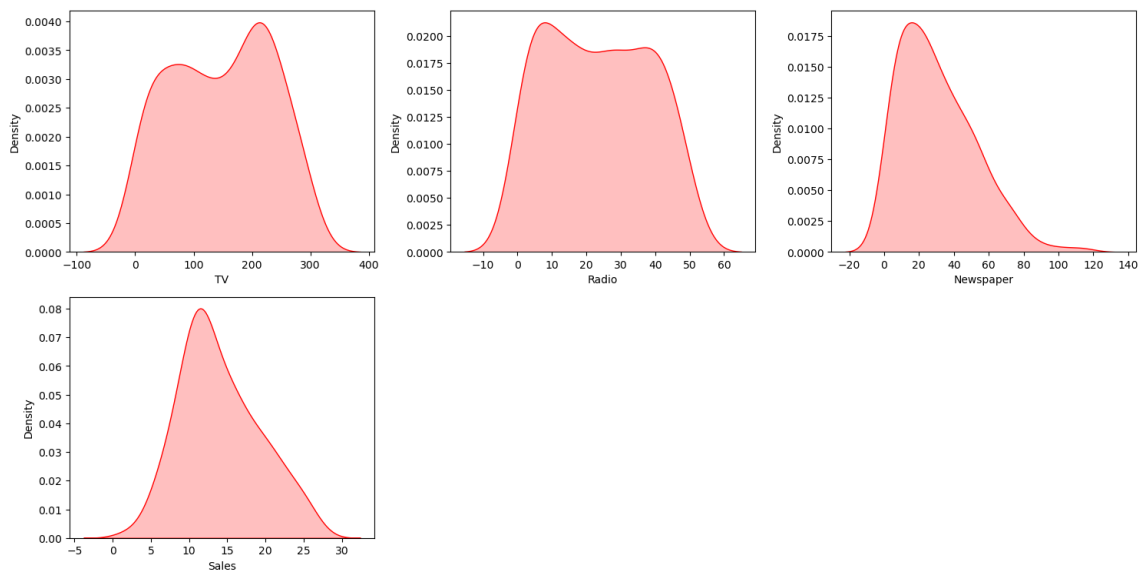 0.0040
0.0035
0.0030
0.0025
0.0020
0.0015
0.0010
0.0005
0.0000
Density
−100 0 100 200 300 400
TV
0.0200
0.0175
0.0150
0.0125
0.0100
0.0075
0.0050
0.0025
0.0000
Density
−10 0 10 20 30 40 50 60
Radio
0.0175
0.0150
0.0125
0.0100
0.0075
0.0050
0.0025
0.0000
Density
−20 0 20 40 60 80 100 120 140
Newspaper
0.08
0.07
0.06
0.05
0.04
0.03
0.02
0.01
0.00
Density
−5 0 5 10 15 20 25 30
Sales